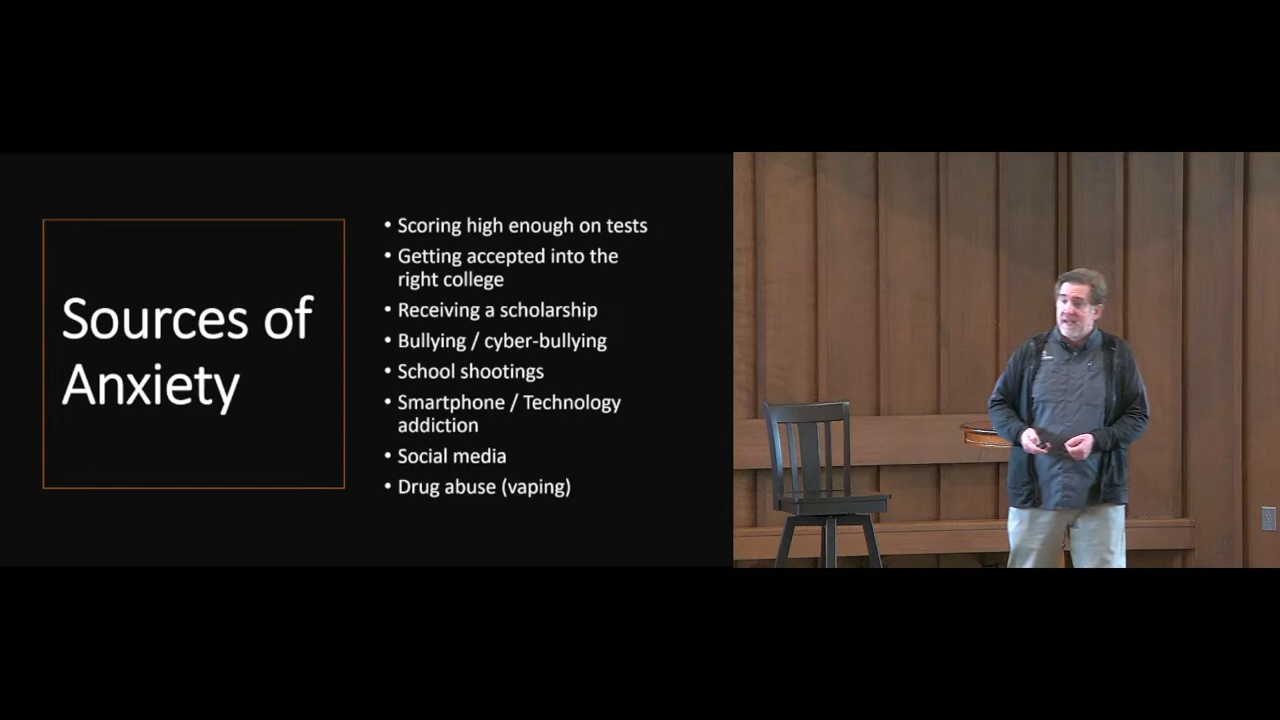 Sources of
Anxiety
• Scoring high enough on tests
• Getting accepted into the
right college
• Receiving a scholarship
• Bullying / cyber-bullying
• School shootings
• Smartphone / Technology
addiction
• Social media
• Drug abuse (vaping)